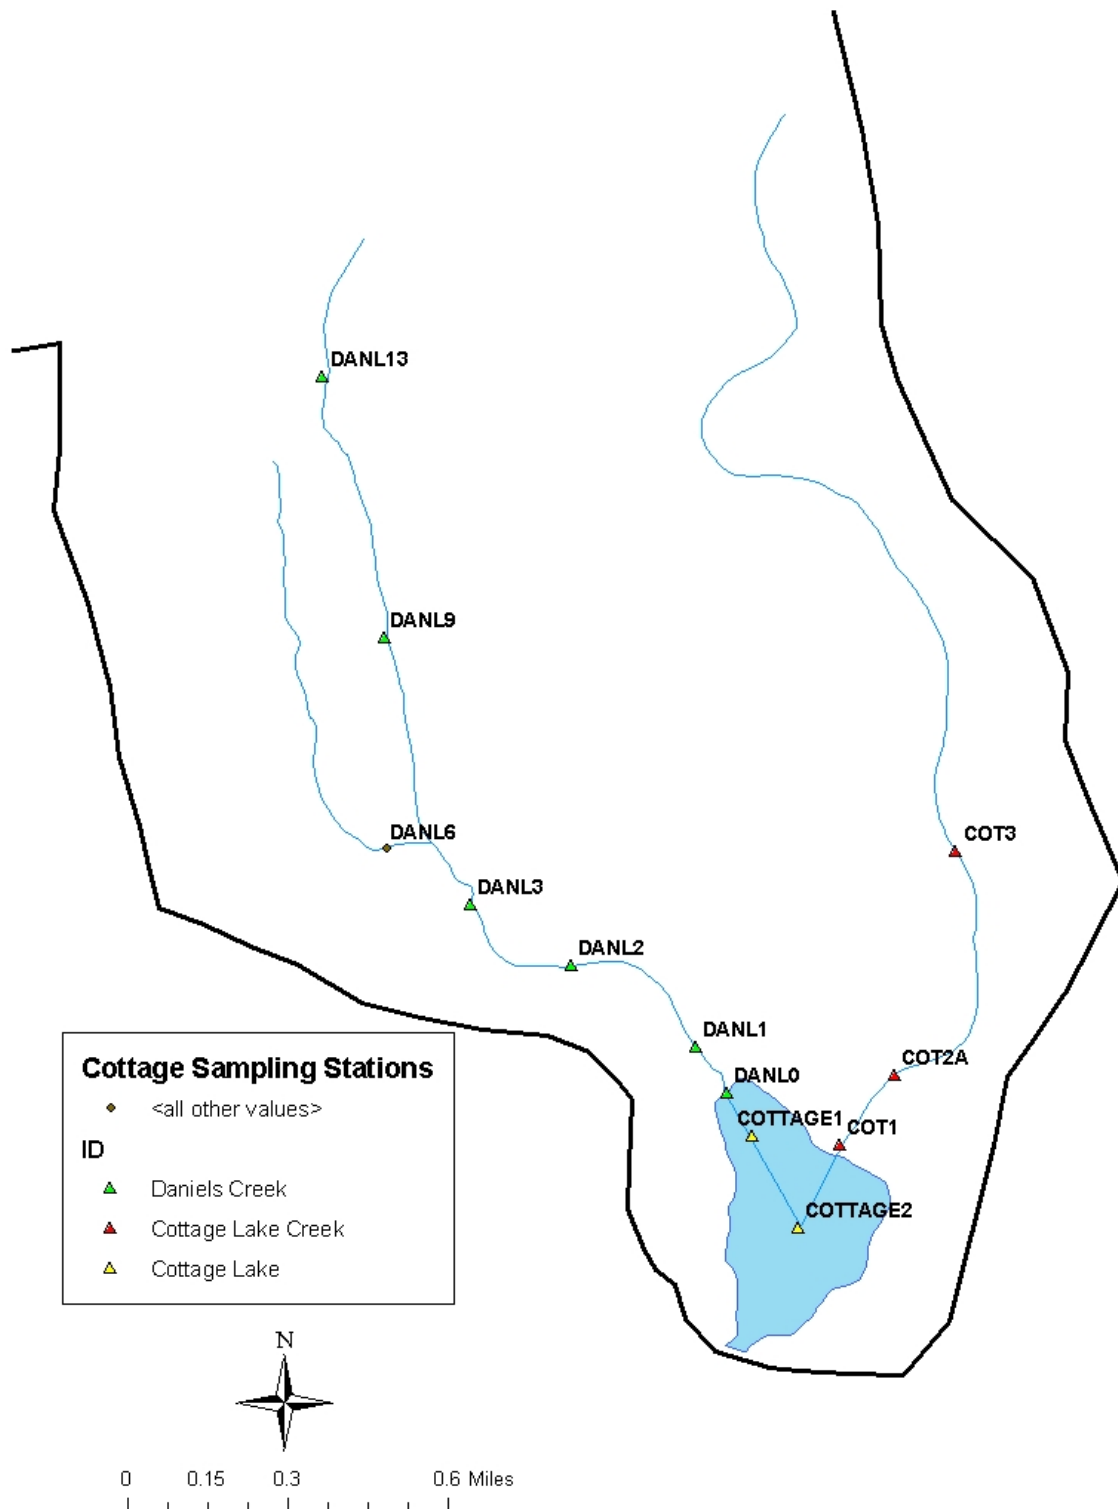 DANL13
DANL9
DANL6
COT3
DANL3
DANL2
DANL1
COT2A
DANL0
COTTAGE1
COT1
COTTAGE2
Cottage Sampling Stations
<all other values>
ID
Daniels Creek
Cottage Lake Creek
Cottage Lake
N
0 0.15 0.3 0.6 Miles